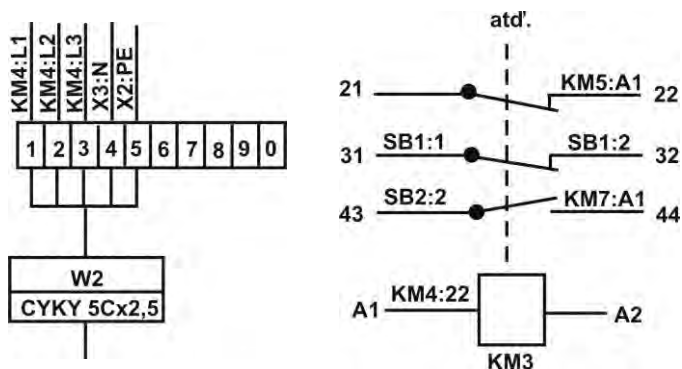 KM4:L1
KM4:L2
KM4:L3
X3:N
X2:PE
1 2 3 4 5 6 7 8 9 0
W2
CYKY 5Cx2,5
atď.
21 KM5:A1 22
31 SB1:1 SB1:2 32
43 SB2:2 KM7:A1 44
A1 KM4:22 A2
KM3